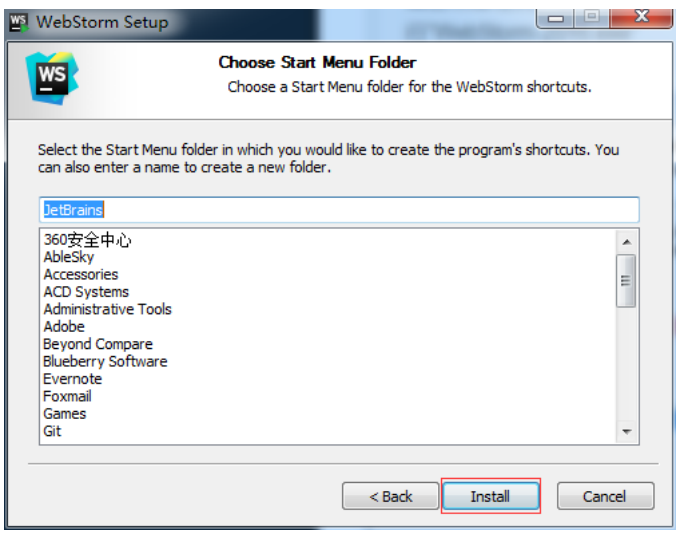 WS WebStorm Setup
WS
Choose Start Menu Folder
Choose a Start Menu folder for the WebStorm shortcuts.
Select the Start Menu folder in which you would like to create the program's shortcuts. You
can also enter a name to create a new folder.
JetBrains
360安全中心
AbleSky
Accessories
ACD Systems
Administrative Tools
Adobe
Beyond Compare
Blueberry Software
Evernote
Foxmail
Games
Git
< Back Install Cancel